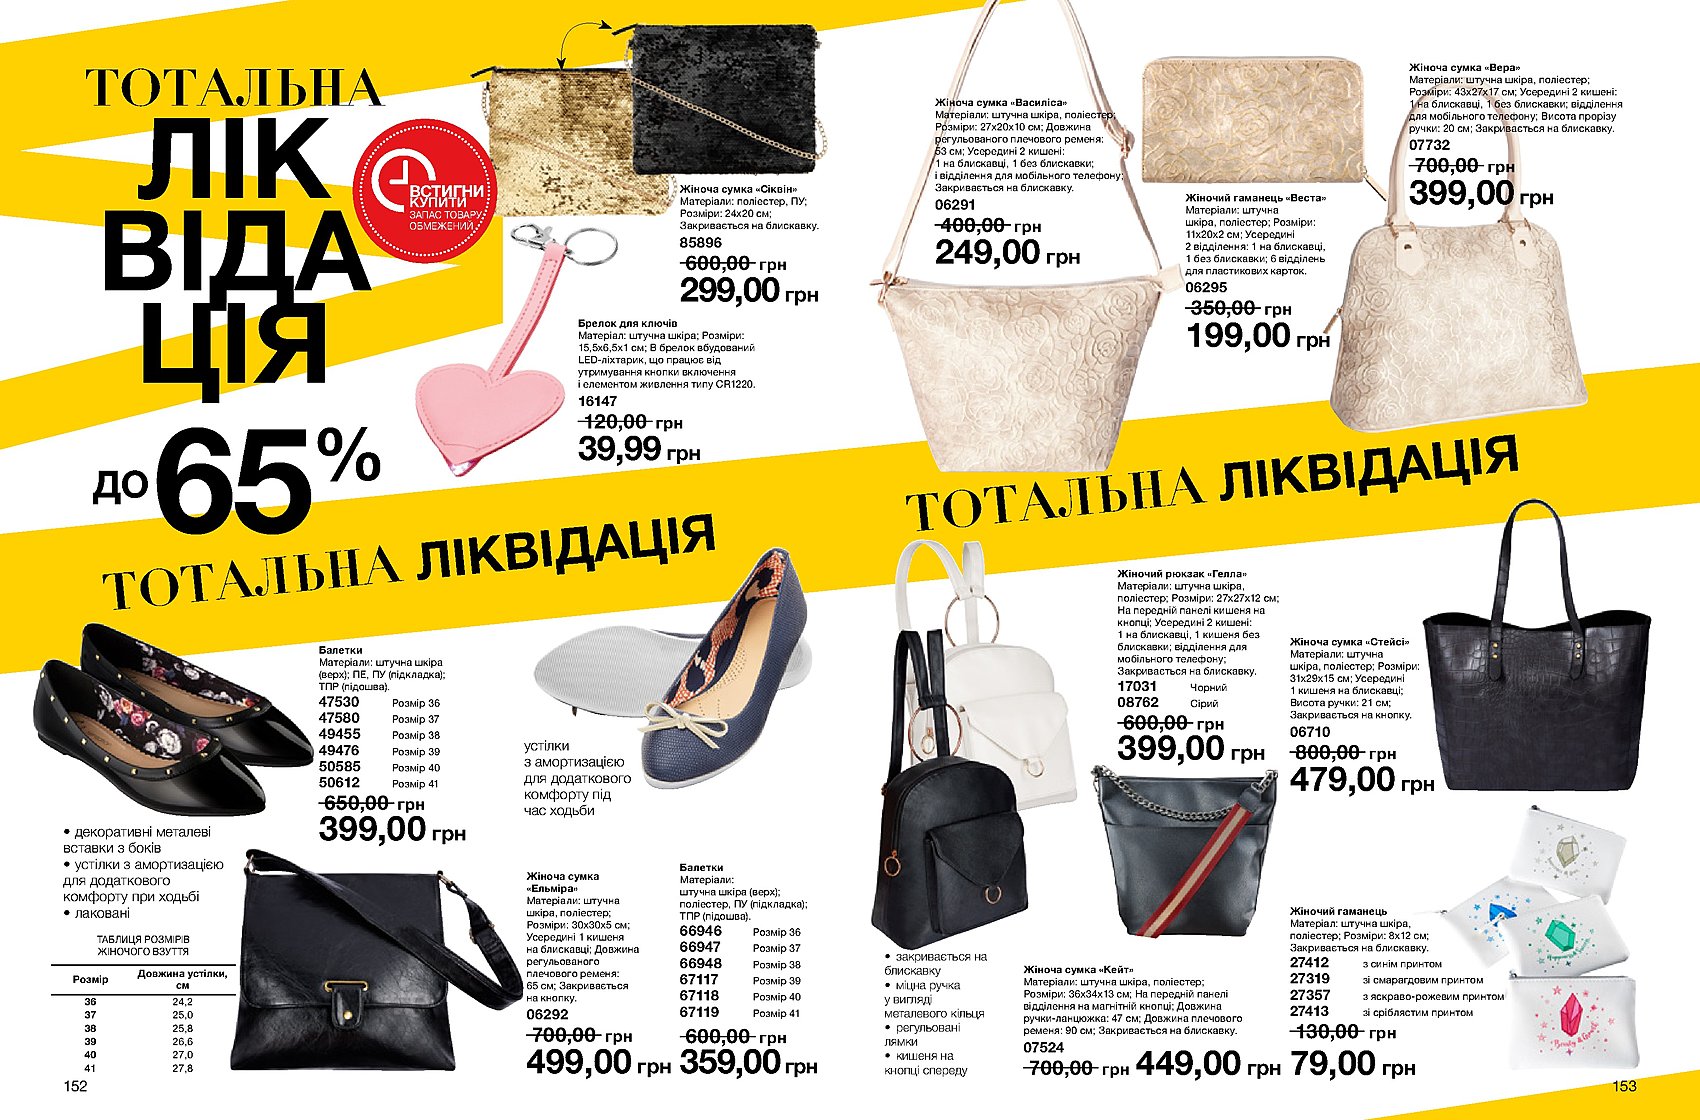 ТОТАЛЬНА
ЛІК
ВІДА
ЦІЯ
ДО 65%
ВСТИГНИ
КУПИТИ
ЗАПАС ТОВАРУ
ОБМЕЖЕНИЙ
Жіноча сумка «Сіквін»
Матеріали: поліестер, ПУ;
Розміри: 24x20 см;
Закривається на блискавку.
85896
600,00 грн
299,00 грн
Брелок для ключів
Матеріал: штучна шкіра; Розміри:
15,5x6,5x1 см; В брелок вбудований
LED-ліхтарик, що працює від
утримування кнопки включення
і елементом живлення типу CR1220.
16147
120,00 грн
39,99 грн
ТОТАЛЬНА ЛІКВІДАЦІЯ
Балетки
Матеріали: штучна шкіра
(верх); ПЕ, ПУ (підкладка);
ТПР (підошва).
47530 Розмір 36
47580 Розмір 37
49455 Розмір 38
49476 Розмір 39
50585 Розмір 40
50612 Розмір 41
650,00 грн
399,00 грн
• декоративні металеві
вставки з боків
• устілки з амортизацією
для додаткового
комфорту при ходьбі
• лаковані
ТАБЛИЦЯ РОЗМІРІВ
ЖІНОЧОГО ВЗУТТЯ
Розмір Довжина устілки,
см
36 24,2
37 25,0
38 25,8
39 26,6
40 27,0
41 27,8
152
устілки
з амортизацією
для додаткового
комфорту під
час ходьби
Жіноча сумка
«Ельміра»
Матеріали: штучна
шкіра, поліестер;
Розміри: 30x30x5 см;
Усередині 1 кишеня
на блискавці; Довжина
регульованого
плечового ременя:
65 см; Закривається
на кнопку.
06292
700,00 грн
499,00 грн
Балетки
Матеріали:
штучна шкіра (верх);
поліестер, ПУ (підкладка);
ТПР (підошва).
66946 Розмір 36
66947 Розмір 37
66948 Розмір 38
67117 Розмір 39
67118 Розмір 40
67119 Розмір 41
600,00 грн
359,00 грн
Жіноча сумка «Василіса»
Матеріали: штучна шкіра, поліестер;
Розміри: 27x20x10 см; Довжина
регульованого плечового ременя:
53 см; Усередині 2 кишені:
1 на блискавці, 1 без блискавки;
і відділення для мобільного телефону;
Закривається на блискавку.
06291
400,00 грн
249,00 грн
Жіночий гаманець «Веста»
Матеріали: штучна
шкіра, поліестер; Розміри:
11x20x2 см; Усередині
2 відділення: 1 на блискавці,
1 без блискавки; 6 відділень
для пластикових карток.
06295
350,00 грн
199,00 грн
Жіноча сумка «Вера»
Матеріали: штучна шкіра, поліестер;
Розміри: 43x27x17 см; Усередині 2 кишені:
1 на блискавці, 1 без блискавки; відділення
для мобільного телефону; Висота прорізу
ручки: 20 см; Закривається на блискавку.
07732
700,00 грн
399,00 грн
ТОТАЛЬНА ЛІКВІДАЦІЯ
Жіночий рюкзак «Гелла»
Матеріали: штучна шкіра,
поліестер; Розміри: 27x27x12 см;
На передній панелі кишеня на
кнопці; Усередині 2 кишені:
1 на блискавці, 1 кишеня без
блискавки; відділення для
мобільного телефону;
Закривається на блискавку.
17031 Чорний
08762 Сірий
600,00 грн
399,00 грн
Жіноча сумка «Стейсі»
Матеріали: штучна
шкіра, поліестер; Розміри:
31x29x15 см; Усередині
1 кишеня на блискавці;
Висота ручки: 21 см;
Закривається на кнопку.
06710
800,00 грн
479,00 грн
• закривається на
блискавку
• міцна ручка
у вигляді
металевого кільця
• регульовані
лямки
• кишеня на
кнопці спереду
Жіноча сумка «Кейт»
Матеріали: штучна шкіра, поліестер;
Розміри: 36x34x13 см; На передній панелі
відділення на магнітній кнопці; Довжина
ручки-ланцюжка: 47 см; Довжина плечового
ременя: 90 см; Закривається на блискавку.
07524
700,00 грн 449,00 грн
Жіночий гаманець
Матеріал: штучна шкіра,
поліестер; Розміри: 8x12 см;
Закривається на блискавку.
27412 з синім принтом
27319 зі смарагдовим принтом
27357 з яскраво-рожевим принтом
27413 зі сріблястим принтом
130,00 грн
79,00 грн
153